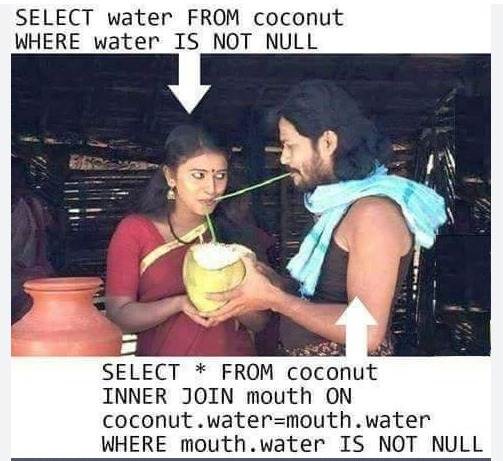 SELECT water FROM coconut
WHERE water IS NOT NULL
SELECT * FROM coconut
INNER JOIN mouth ON
coconut.water=mouth.water
WHERE mouth.water IS NOT NULL